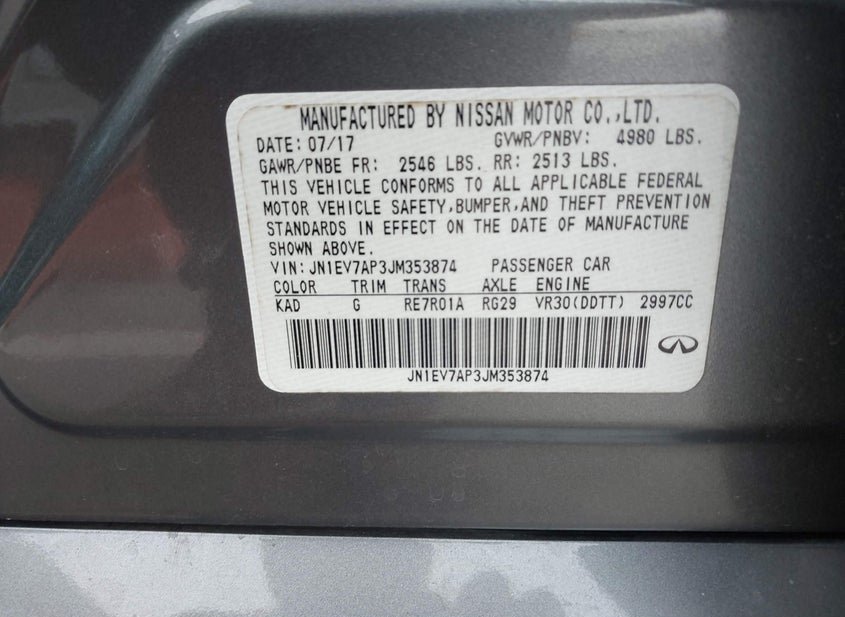 MANUFACTURED BY NISSAN MOTOR CO.,LTD.
DATE: 07/17 GVWR/PNBV: 4980 LBS.
GAWR/PNBE FR: 2546 LBS. RR: 2513 LBS.
THIS VEHICLE CONFORMS TO ALL APPLICABLE FEDERAL
MOTOR VEHICLE SAFETY,BUMPER,AND THEFT PREVENTION
STANDARDS IN EFFECT ON THE DATE OF MANUFACTURE
SHOWN ABOVE.
VIN:JN1EV7AP3JM353874 PASSENGER CAR
COLOR TRIM TRANS AXLE ENGINE
KAD G RE7R01A RG29 VR30(DDTT) 2997CC
JN1EV7AP3JM353874